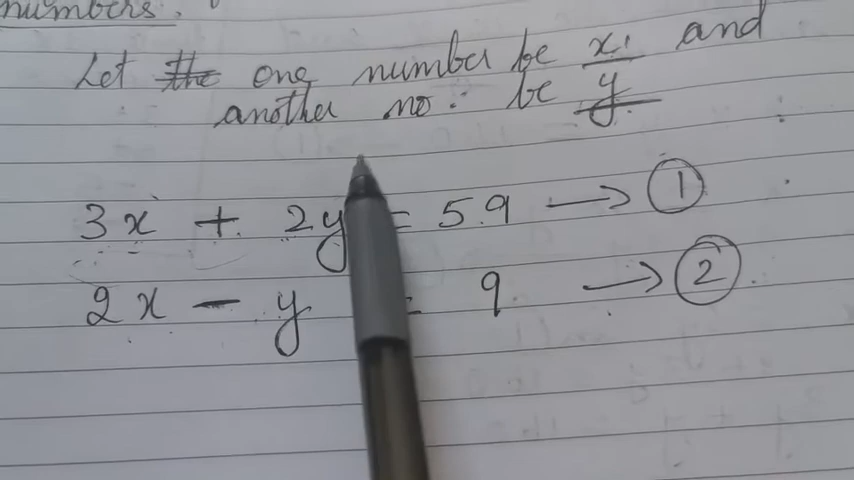 numbers.
Let the one number be x, and
another no: be y
3x + 2y = 59 → ①
2x - y = 9 → ②